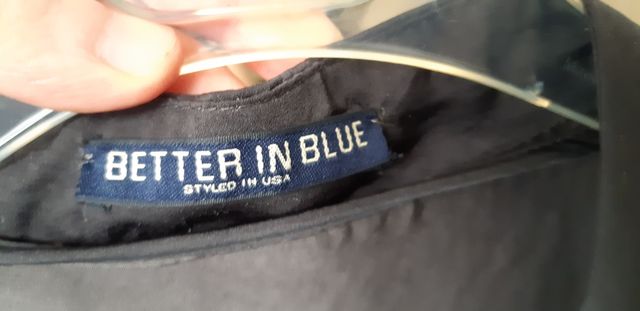 BETTER IN BLUE
STYLED IN USA